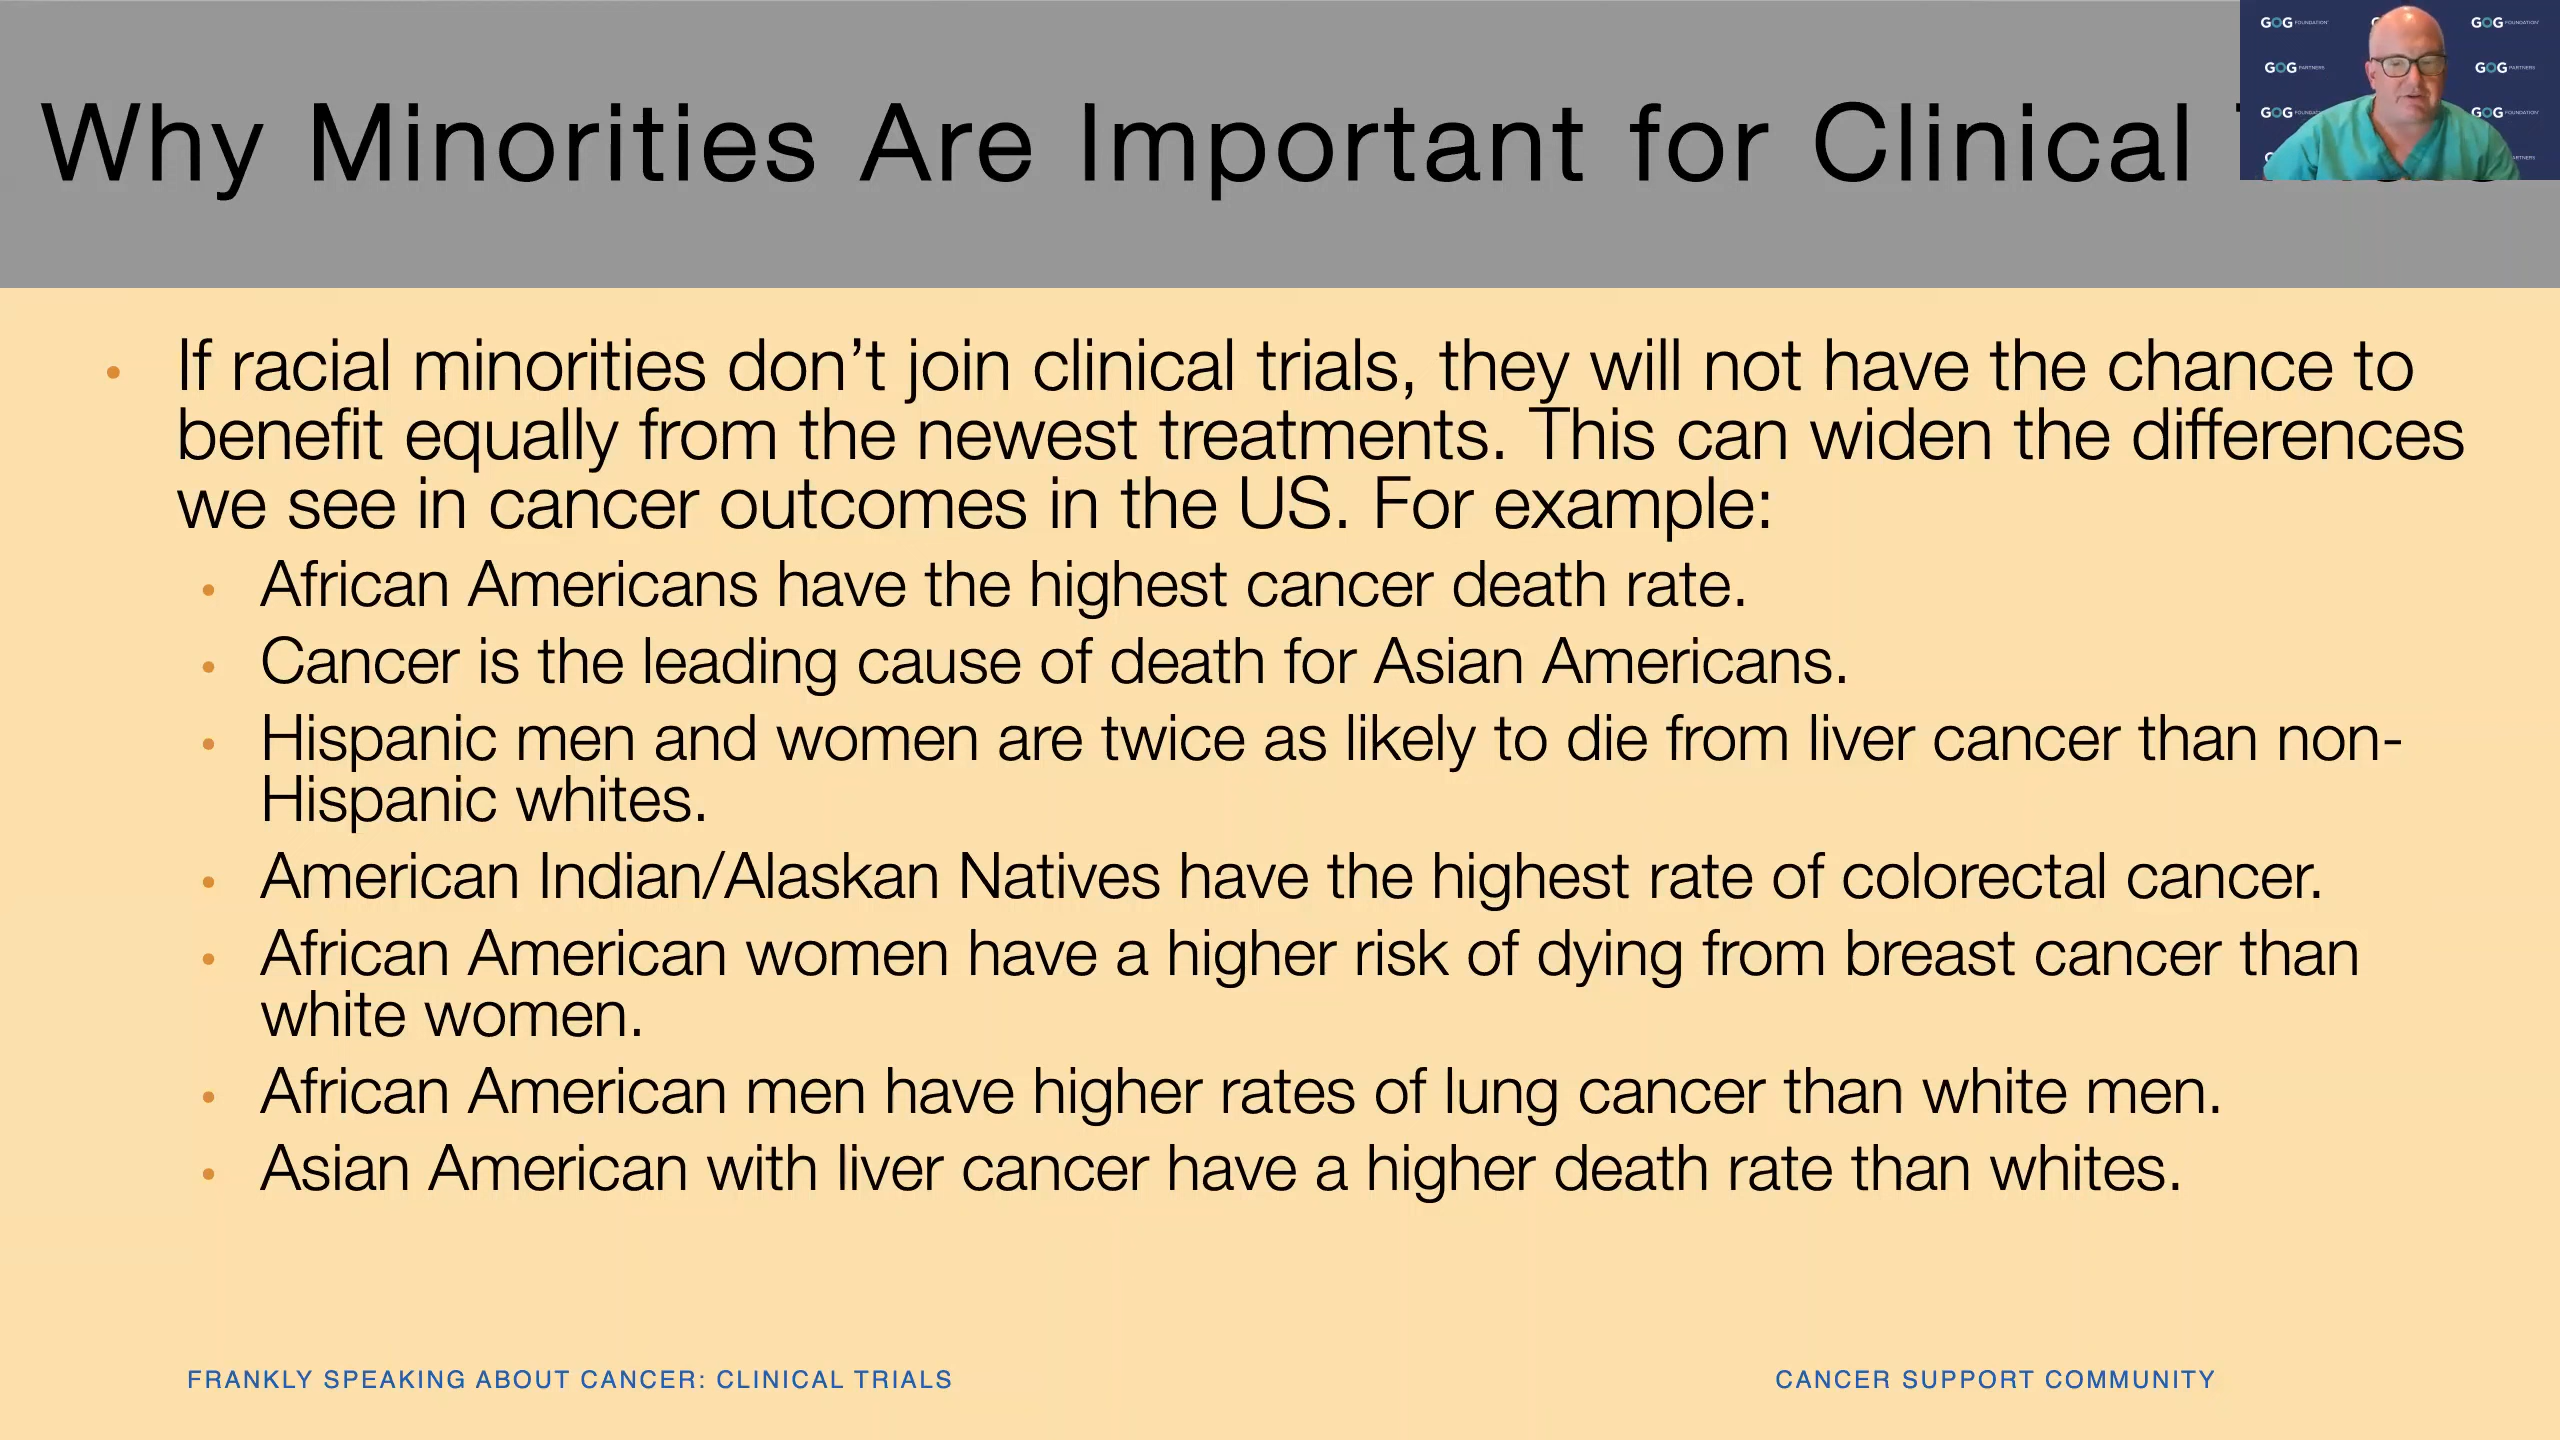 Why Minorities Are Important for Clinical
GOG FOUNDATION
GOG FOUNDATION
GOG PARTNERS
GOG PARTNERS
GOG
GOG FOUNDATION
• If racial minorities don’t join clinical trials, they will not have the chance to
benefit equally from the newest treatments. This can widen the differences
we see in cancer outcomes in the US. For example:
• African Americans have the highest cancer death rate.
• Cancer is the leading cause of death for Asian Americans.
• Hispanic men and women are twice as likely to die from liver cancer than non-
Hispanic whites.
• American Indian/Alaskan Natives have the highest rate of colorectal cancer.
• African American women have a higher risk of dying from breast cancer than
white women.
• African American men have higher rates of lung cancer than white men.
• Asian American with liver cancer have a higher death rate than whites.
FRANKLY SPEAKING ABOUT CANCER: CLINICAL TRIALS
CANCER SUPPORT COMMUNITY